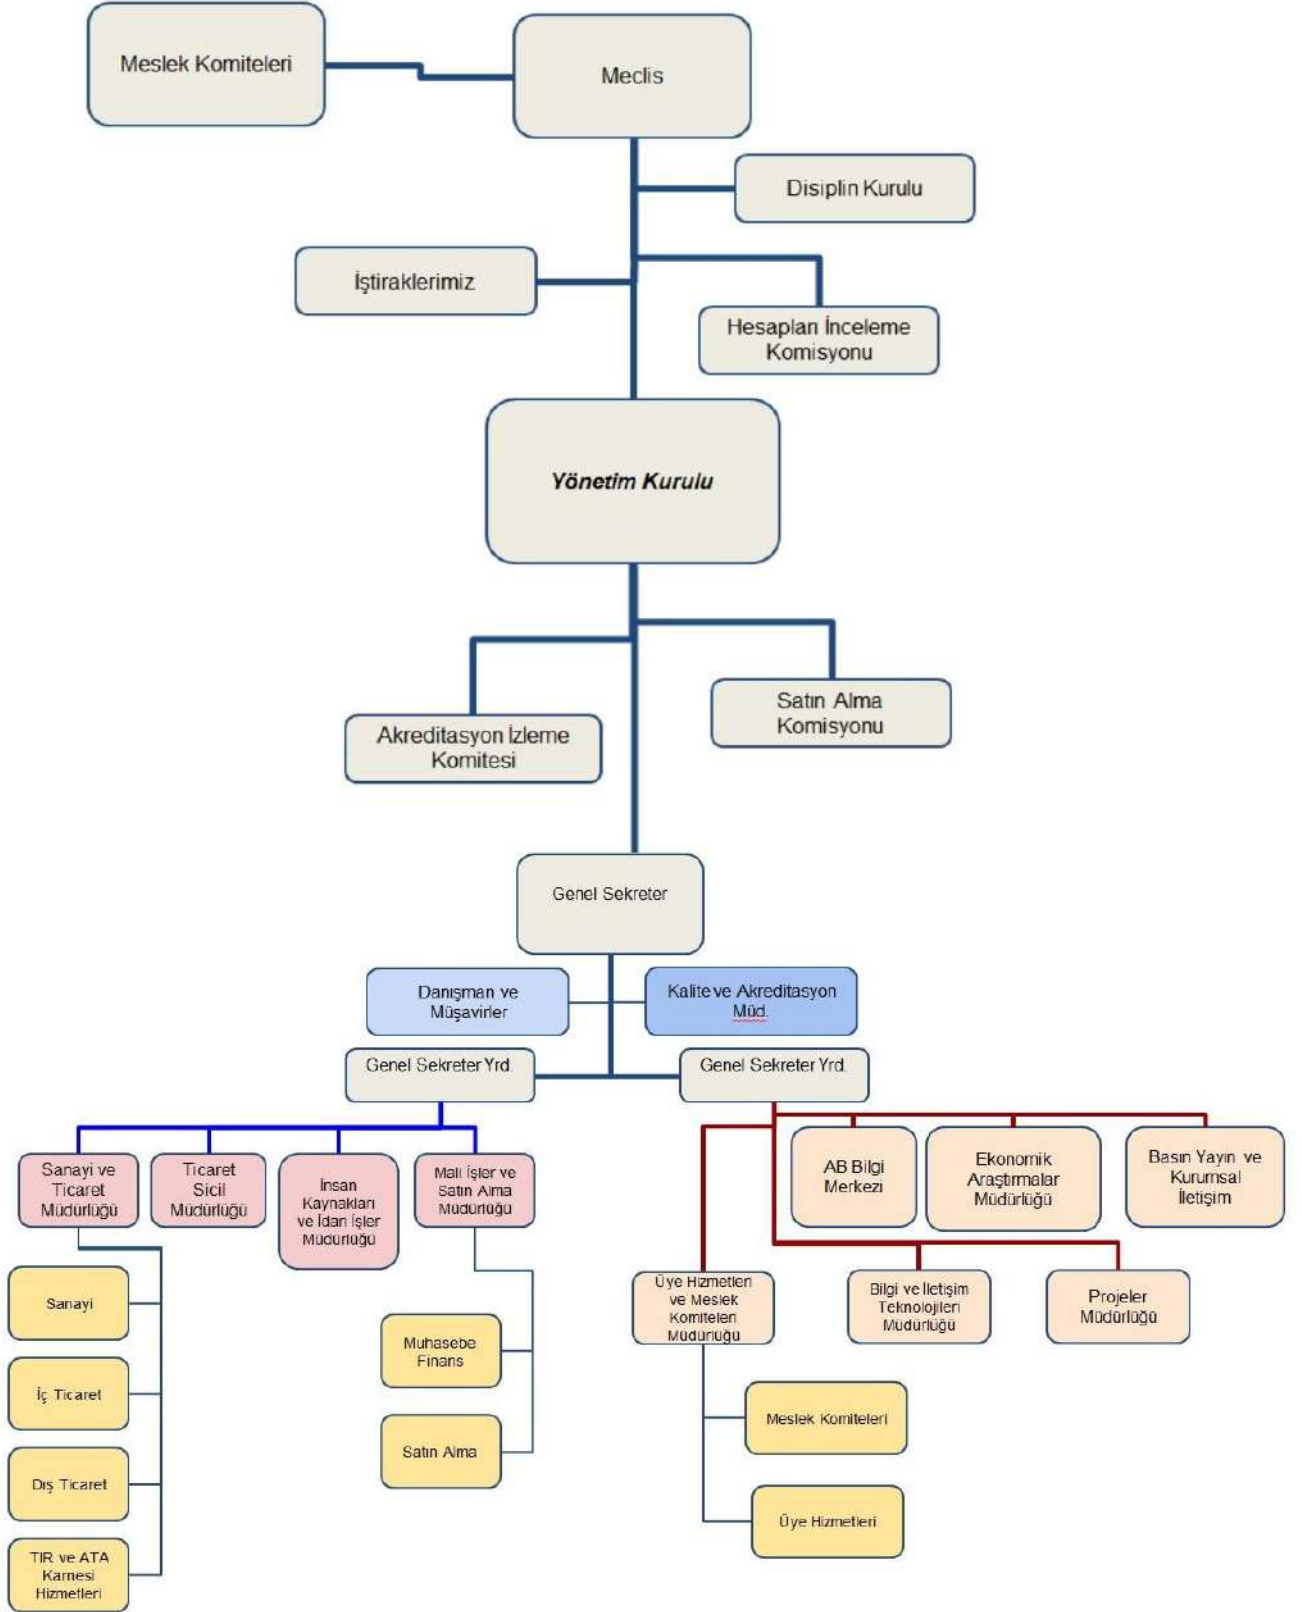 Meslek Komiteleri
Meclis
Disiplin Kurulu
İştiraklerimiz
Hesapları İnceleme
Komisyonu
Yönetim Kurulu
Satın Alma
Komisyonu
Akreditasyon İzleme
Komitesi
Genel Sekreter
Danışman ve
Müşavirler
Kalite ve Akreditasyon
Müd.
Genel Sekreter Yrd.
Genel Sekreter Yrd.
Sanayi ve
Ticaret
Müdürlüğü
Ticaret
Sicil
Müdürlüğü
İnsan
Kaynakları
ve İdari İşler
Müdürlüğü
Mali İşler ve
Satın Alma
Müdürlüğü
AB Bilgi
Merkezi
Ekonomik
Araştırmalar
Müdürlüğü
Basın Yayın ve
Kurumsal
İletişim
Üye Hizmetleri
ve Meslek
Komiteleri
Müdürlüğü
Bilgi ve İletişim
Teknolojileri
Müdürlüğü
Projeler
Müdürlüğü
Sanayi
İç Ticaret
Dış Ticaret
TIR ve ATA
Karnesi
Hizmetleri
Muhasebe
Finans
Satın Alma
Meslek Komiteleri
Üye Hizmetleri